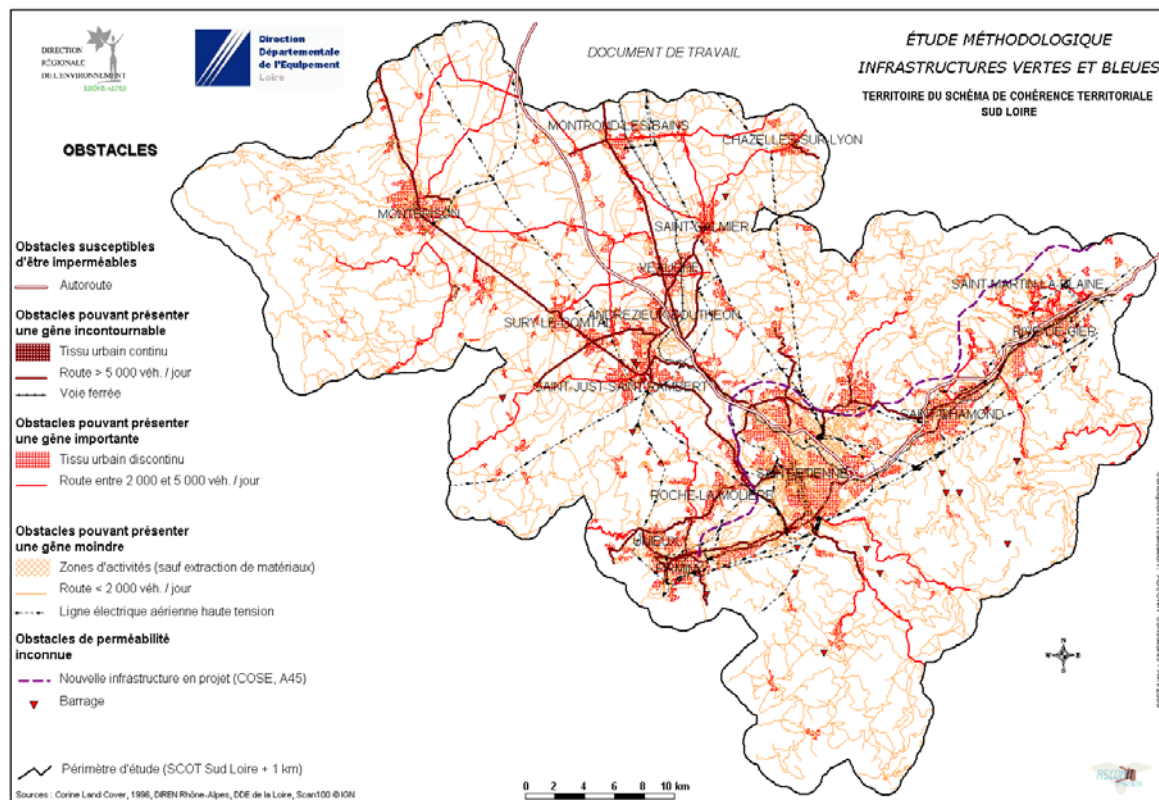 DIRECTION
RÉGIONALE
DE L'ENVIRONNEMENT
RHÔNE-ALPES
Direction
Départementale
de l'Equipement
Loire
DOCUMENT DE TRAVAIL
ÉTUDE MÉTHODOLOGIQUE
INFRASTRUCTURES VERTES ET BLEUES
TERRITOIRE DU SCHÉMA DE COHÉRENCE TERRITORIALE
SUD LOIRE
OBSTACLES
Obstacles susceptibles
d'être imperméables
Autoroute
Obstacles pouvant présenter
une gêne incontournable
Tissu urbain continu
Route > 5 000 véh. / jour
Voie ferrée
Obstacles pouvant présenter
une gêne importante
Tissu urbain discontinu
Route entre 2 000 et 5 000 véh. / jour
Obstacles pouvant présenter
une gêne moindre
Zones d'activités (sauf extraction de matériaux)
Route < 2 000 véh. / jour
Ligne électrique aérienne haute tension
Obstacles de perméabilité
inconnue
Nouvelle infrastructure en projet (COSE, A45)
Barrage
Périmètre d'étude (SCOT Sud Loire + 1 km)
Sources : Corine Land Cover, 1996, DIREN Rhône-Alpes, DDE de la Loire, Scan100 © IGN
MONTROND-LES-BAINS
CHAZELLES-SUR-LYON
MONTBRISON
SAINT-GALMIER
VEAUCHE
SAINT-MARTIN-LA-PLAINE
ANDREZIEUX-BOUTHEON
SURY-LE-COMTAL
RIVE-DE-GIER
SAINT-JUST-SAINT-RAMBERT
SAINT-CHAMOND
SAINT-ETIENNE
ROCHE-LA-MOLIERE
UNIEUX
FIRMINY
N
W E
S
0 2 4 6 8 10 km